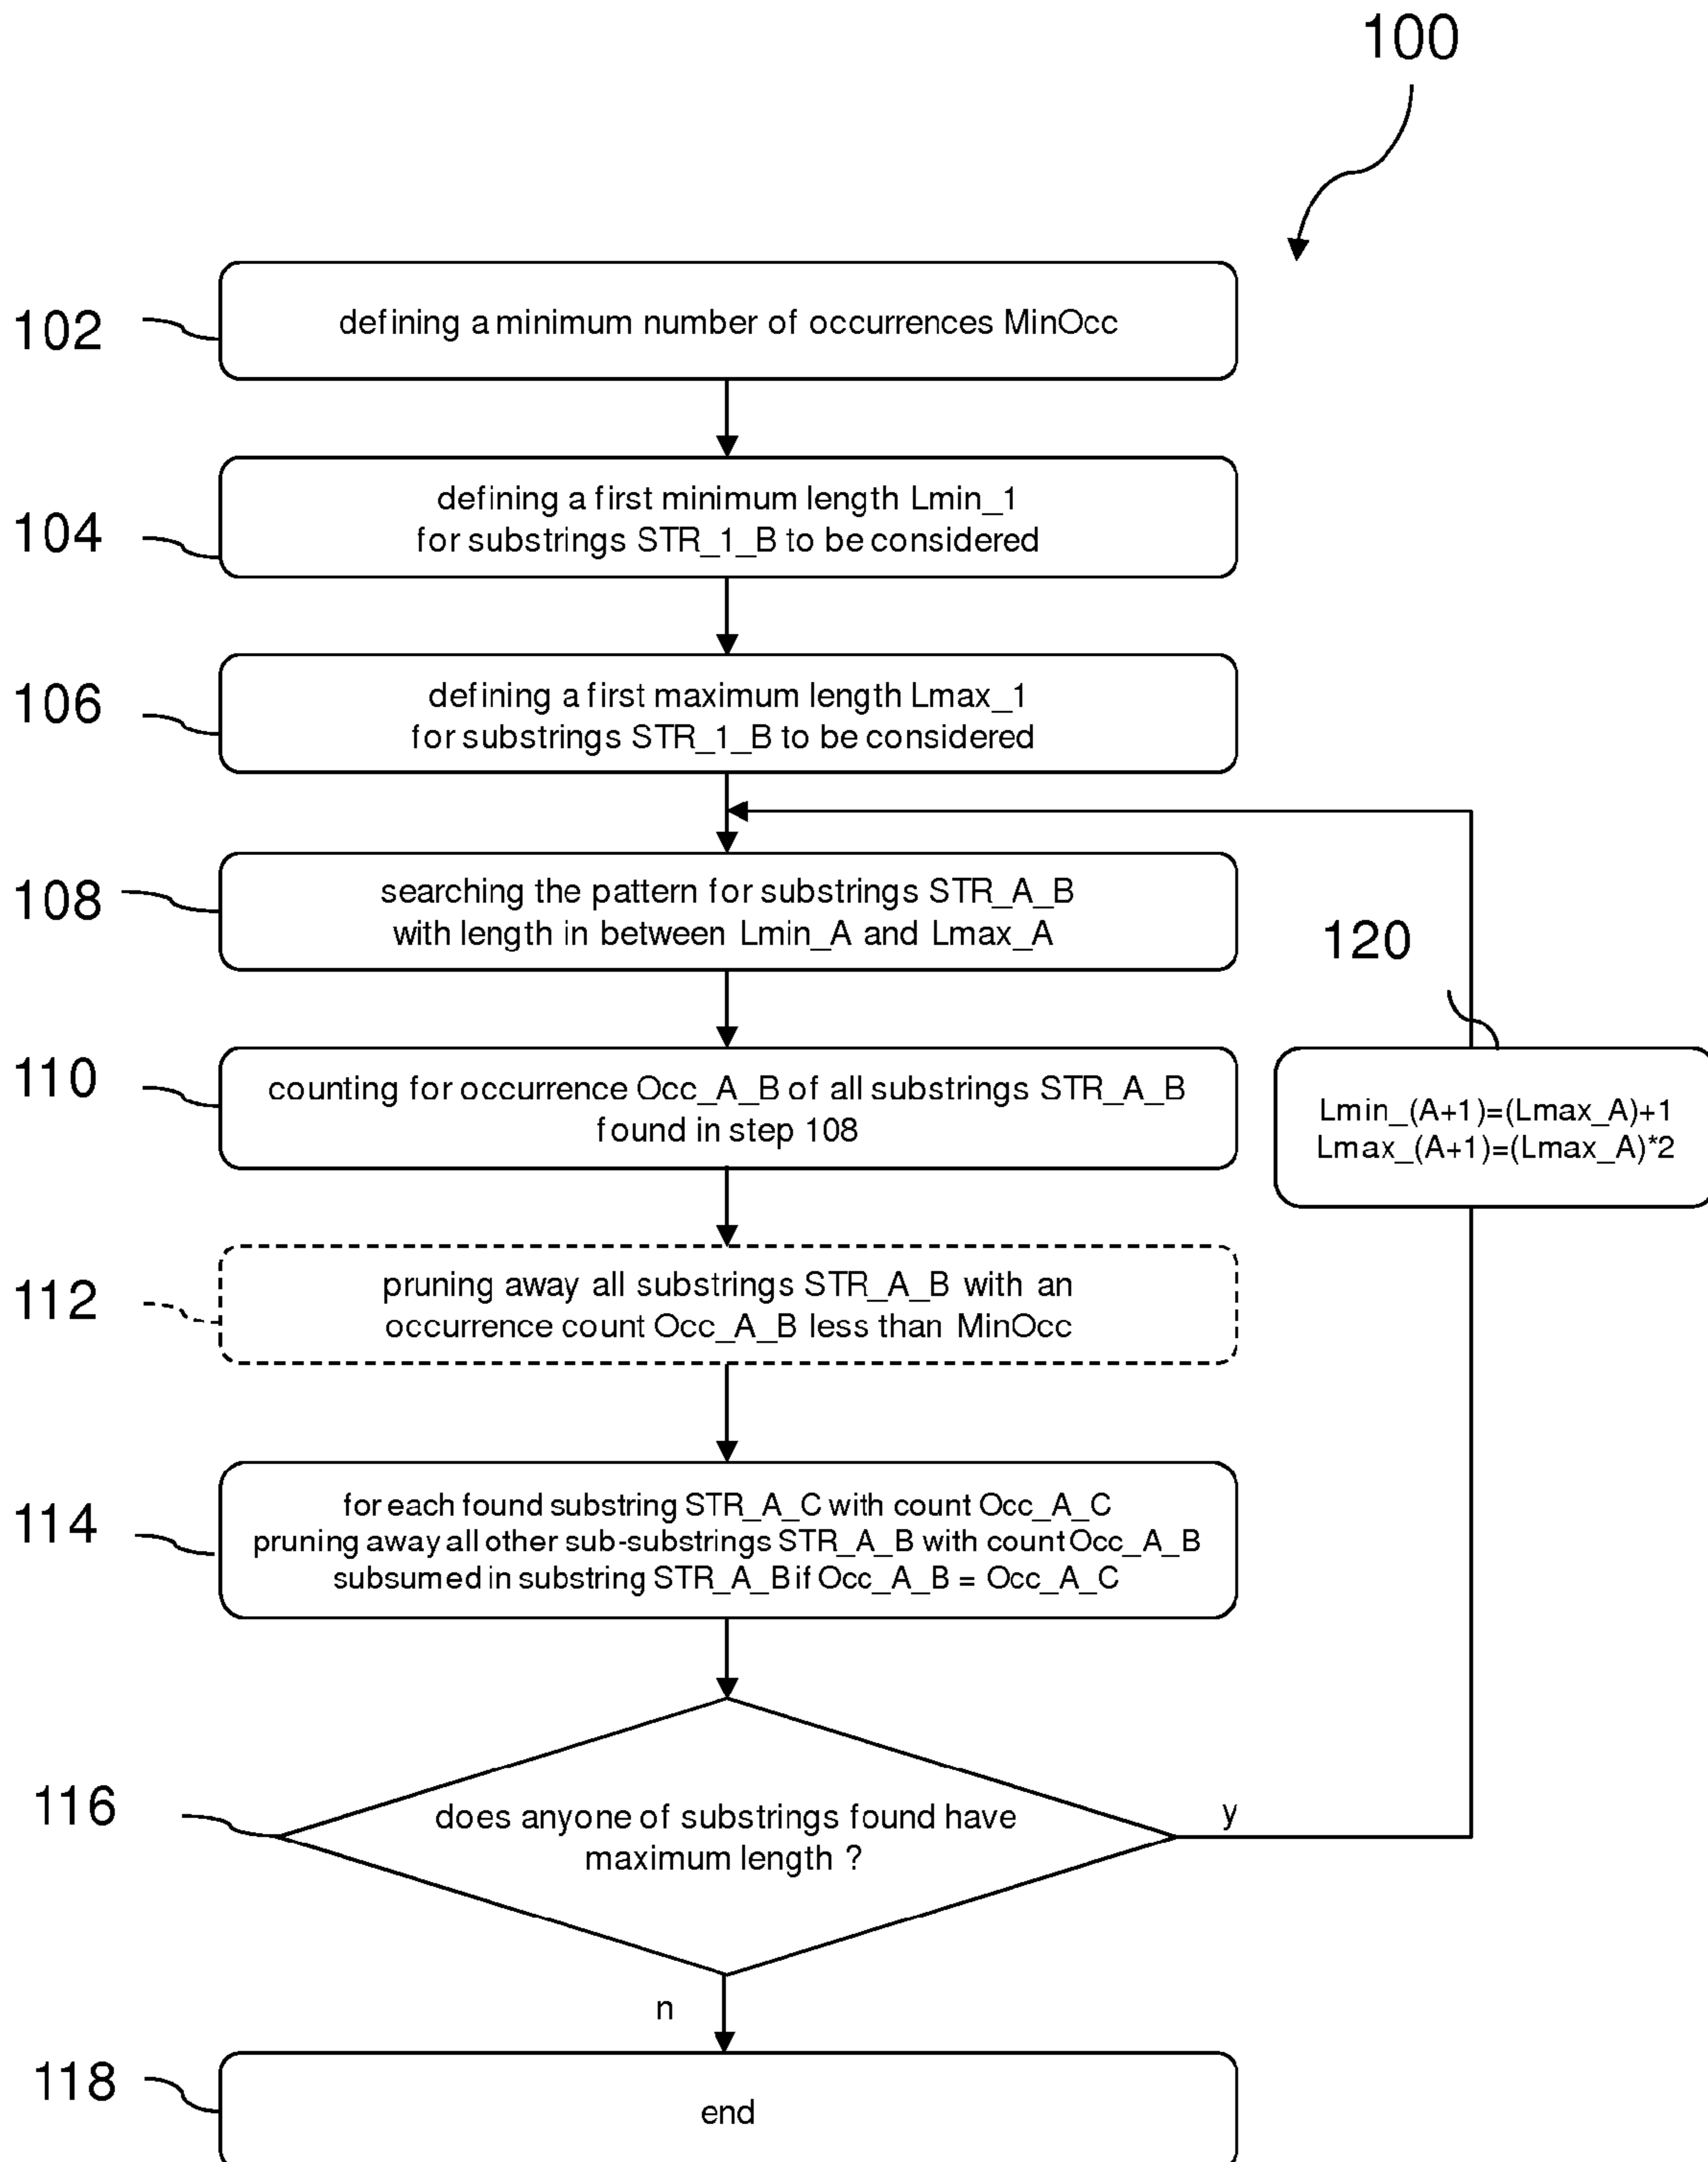 100
102
defining a minimum number of occurrences MinOcc
104
defining a first minimum length Lmin_1
for substrings STR_1_B to be considered
106
defining a first maximum length Lmax_1
for substrings STR_1_B to be considered
108
searching the pattern for substrings STR_A_B
with length in between Lmin_A and Lmax_A
120
110
counting for occurrence Occ_A_B of all substrings STR_A_B
found in step 108
Lmin_(A+1)=(Lmax_A)+1
Lmax_(A+1)=(Lmax_A)*2
112
pruning away all substrings STR_A_B with an
occurrence count Occ_A_B less than MinOcc
114
for each found substring STR_A_C with count Occ_A_C
pruning away all other sub-substrings STR_A_B with count Occ_A_B
subsumed in substring STR_A_B if Occ_A_B = Occ_A_C
116
does anyone of substrings found have
maximum length ?
y
n
118
end